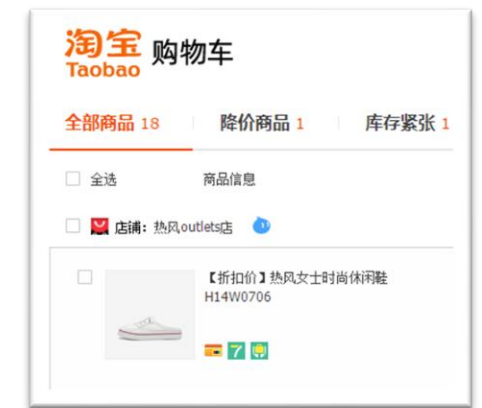 淘宝 购物车
Taobao
全部商品 18 降价商品 1 库存紧张 1
全选 商品信息
店铺：热风outlets店
【折扣价】热风女士时尚休闲鞋
H14W0706
7